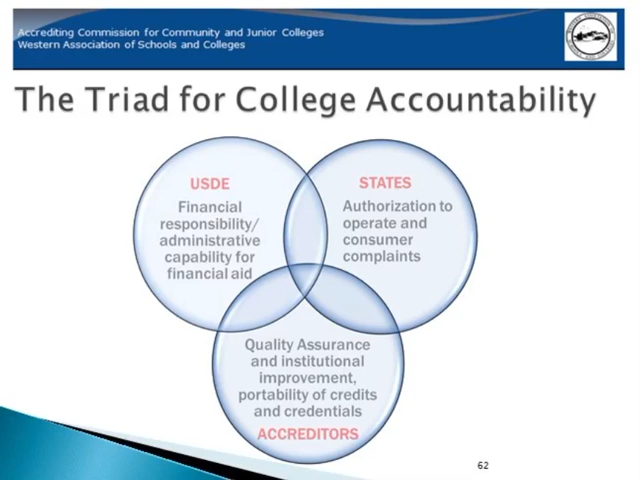 Accrediting Commission for Community and Junior Colleges
Western Association of Schools and Colleges
The Triad for College Accountability
USDE
Financial
responsibility/
administrative
capability for
financial aid
STATES
Authorization to
operate and
consumer
complaints
Quality Assurance
and institutional
improvement,
portability of credits
and credentials
ACCREDITORS
62